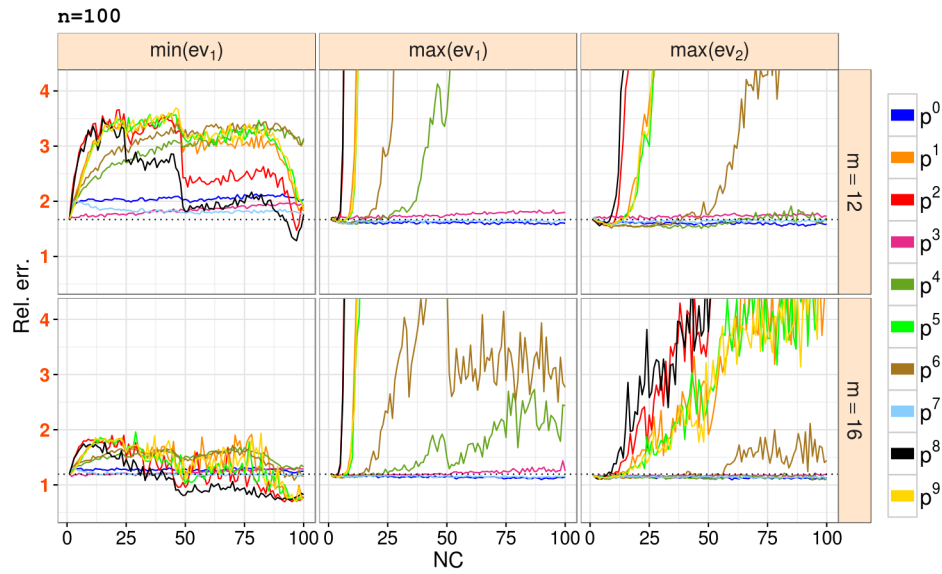 n=100
min(ev₁) max(ev₁) max(ev₂)
4
3
2
1
m = 12
4
3
2
1
m = 16
Rel. err.
0 25 50 75 100 0 25 50 75 100 0 25 50 75 100
NC
p⁰
p¹
p²
p³
p⁴
p⁵
p⁶
p⁷
p⁸
p⁹